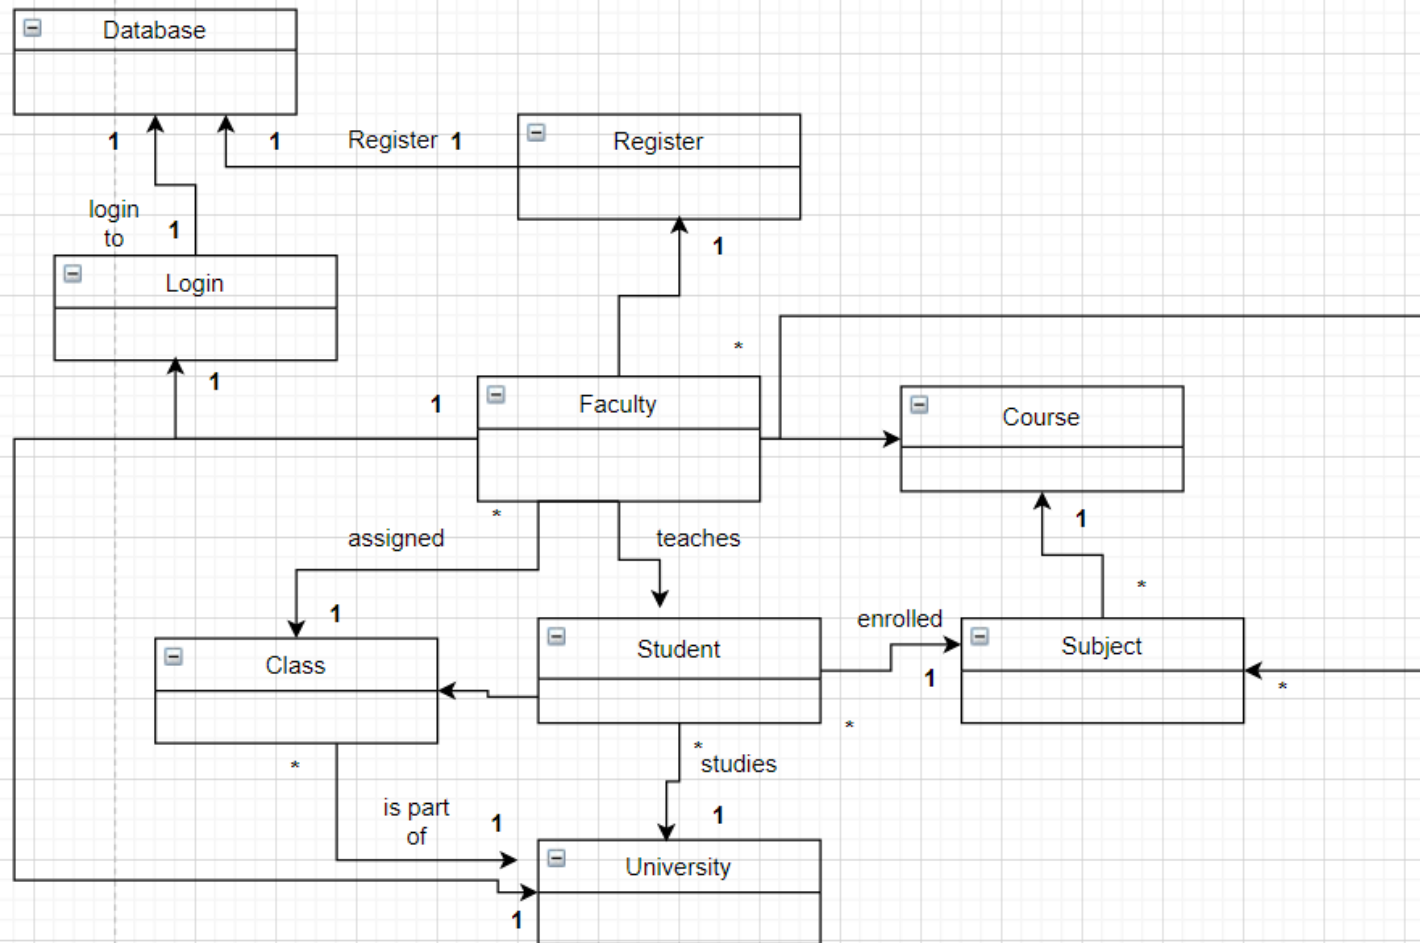 Database
1
1
Register 1
Register
login
to
1
1
Login
1
*
1
Faculty
Course
*
1
assigned
teaches
*
1
enrolled
Student
Subject
Class
1
*
*
*
*
studies
is part
of
1
1
University
1